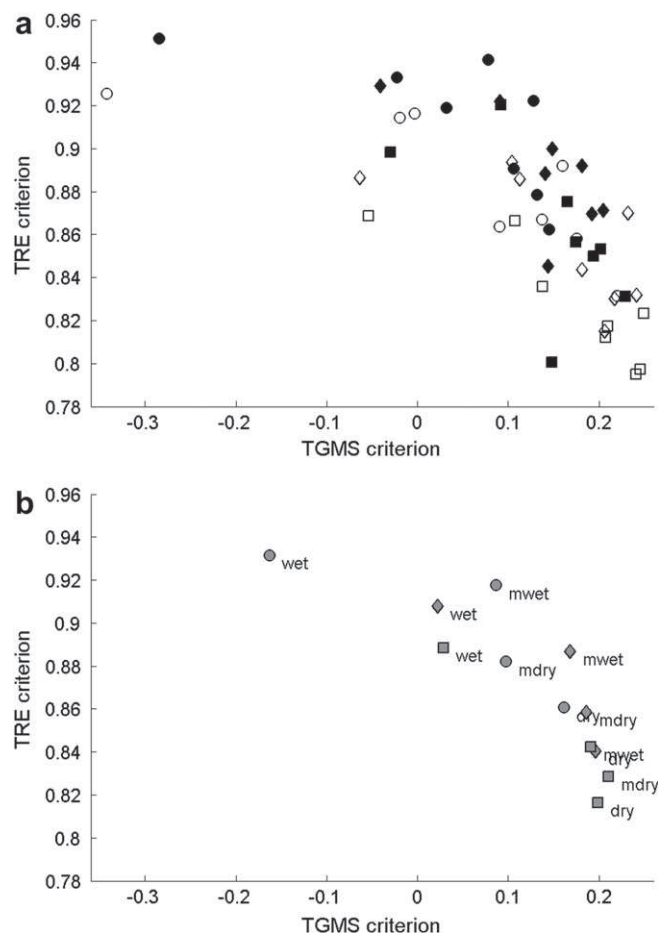 a
0.96
0.94
0.92
0.9
0.88
0.86
0.84
0.82
0.8
0.78
TRE criterion
-0.3
-0.2
-0.1
0
0.1
0.2
TGMS criterion
b
0.96
0.94
0.92
0.9
0.88
0.86
0.84
0.82
0.8
0.78
TRE criterion
wet
mwet
wet
wet
mwet
mdry
dry
mdry
mwet
dry
mdry
dry
-0.3
-0.2
-0.1
0
0.1
0.2
TGMS criterion